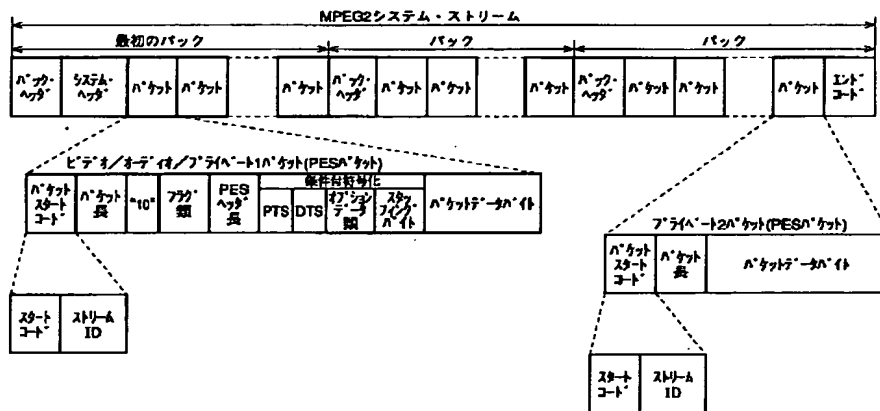 MPEG2システム・ストリーム
最初のパック
パック
パック
パック・
ヘッダ
システム・
ヘッダ
パケット
パケット
パケット
パック・
ヘッダ
パケット
パケット
パケット
パック・
ヘッダ
パケット
パケット
パケット
エンド
コード
ビデオ/オーディオ/プライベート1パケット(PESパケット)
パケット
スタート
コード
パケット
長
"10"
フラグ
類
PES
ヘッダ
長
条件付符号化
PTS
DTS
オプション
データ
類
スタッ
フィング・
バイト
パケットデータバイト
スタート
コード
ストリーム
ID
プライベート2パケット(PESパケット)
パケット
スタート
コード
パケット
長
パケットデータバイト
スタート
コード
ストリーム
ID